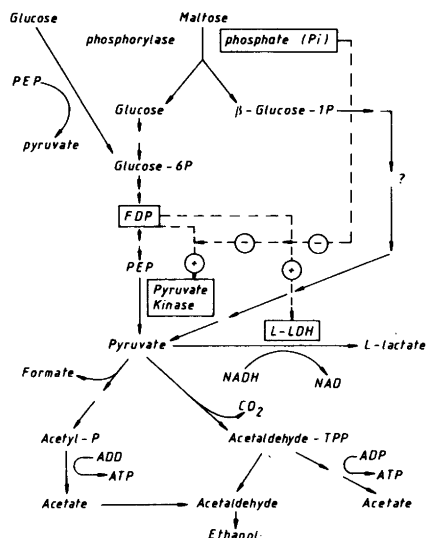 Glucose Maltose
phosphorylase phosphate (Pi)
PEP
Glucose β-Glucose-1P
pyruvate
Glucose-6P
?
FDP
- -
+ +
PEP
Pyruvate
Kinase
L-LDH
Pyruvate L-lactate
NADH NAD
Formate
CO2
Acetyl-P Acetaldehyde-TPP
ADD ADP
ATP ATP
Acetate Acetaldehyde Acetate
Ethanol